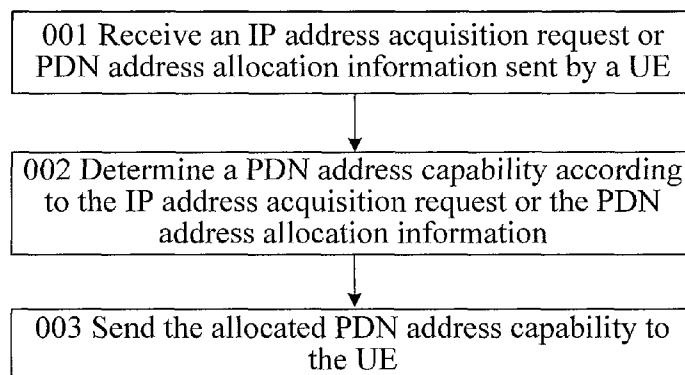 001 Receive an IP address acquisition request or
PDN address allocation information sent by a UE
002 Determine a PDN address capability according
to the IP address acquisition request or the PDN
address allocation information
003 Send the allocated PDN address capability to
the UE